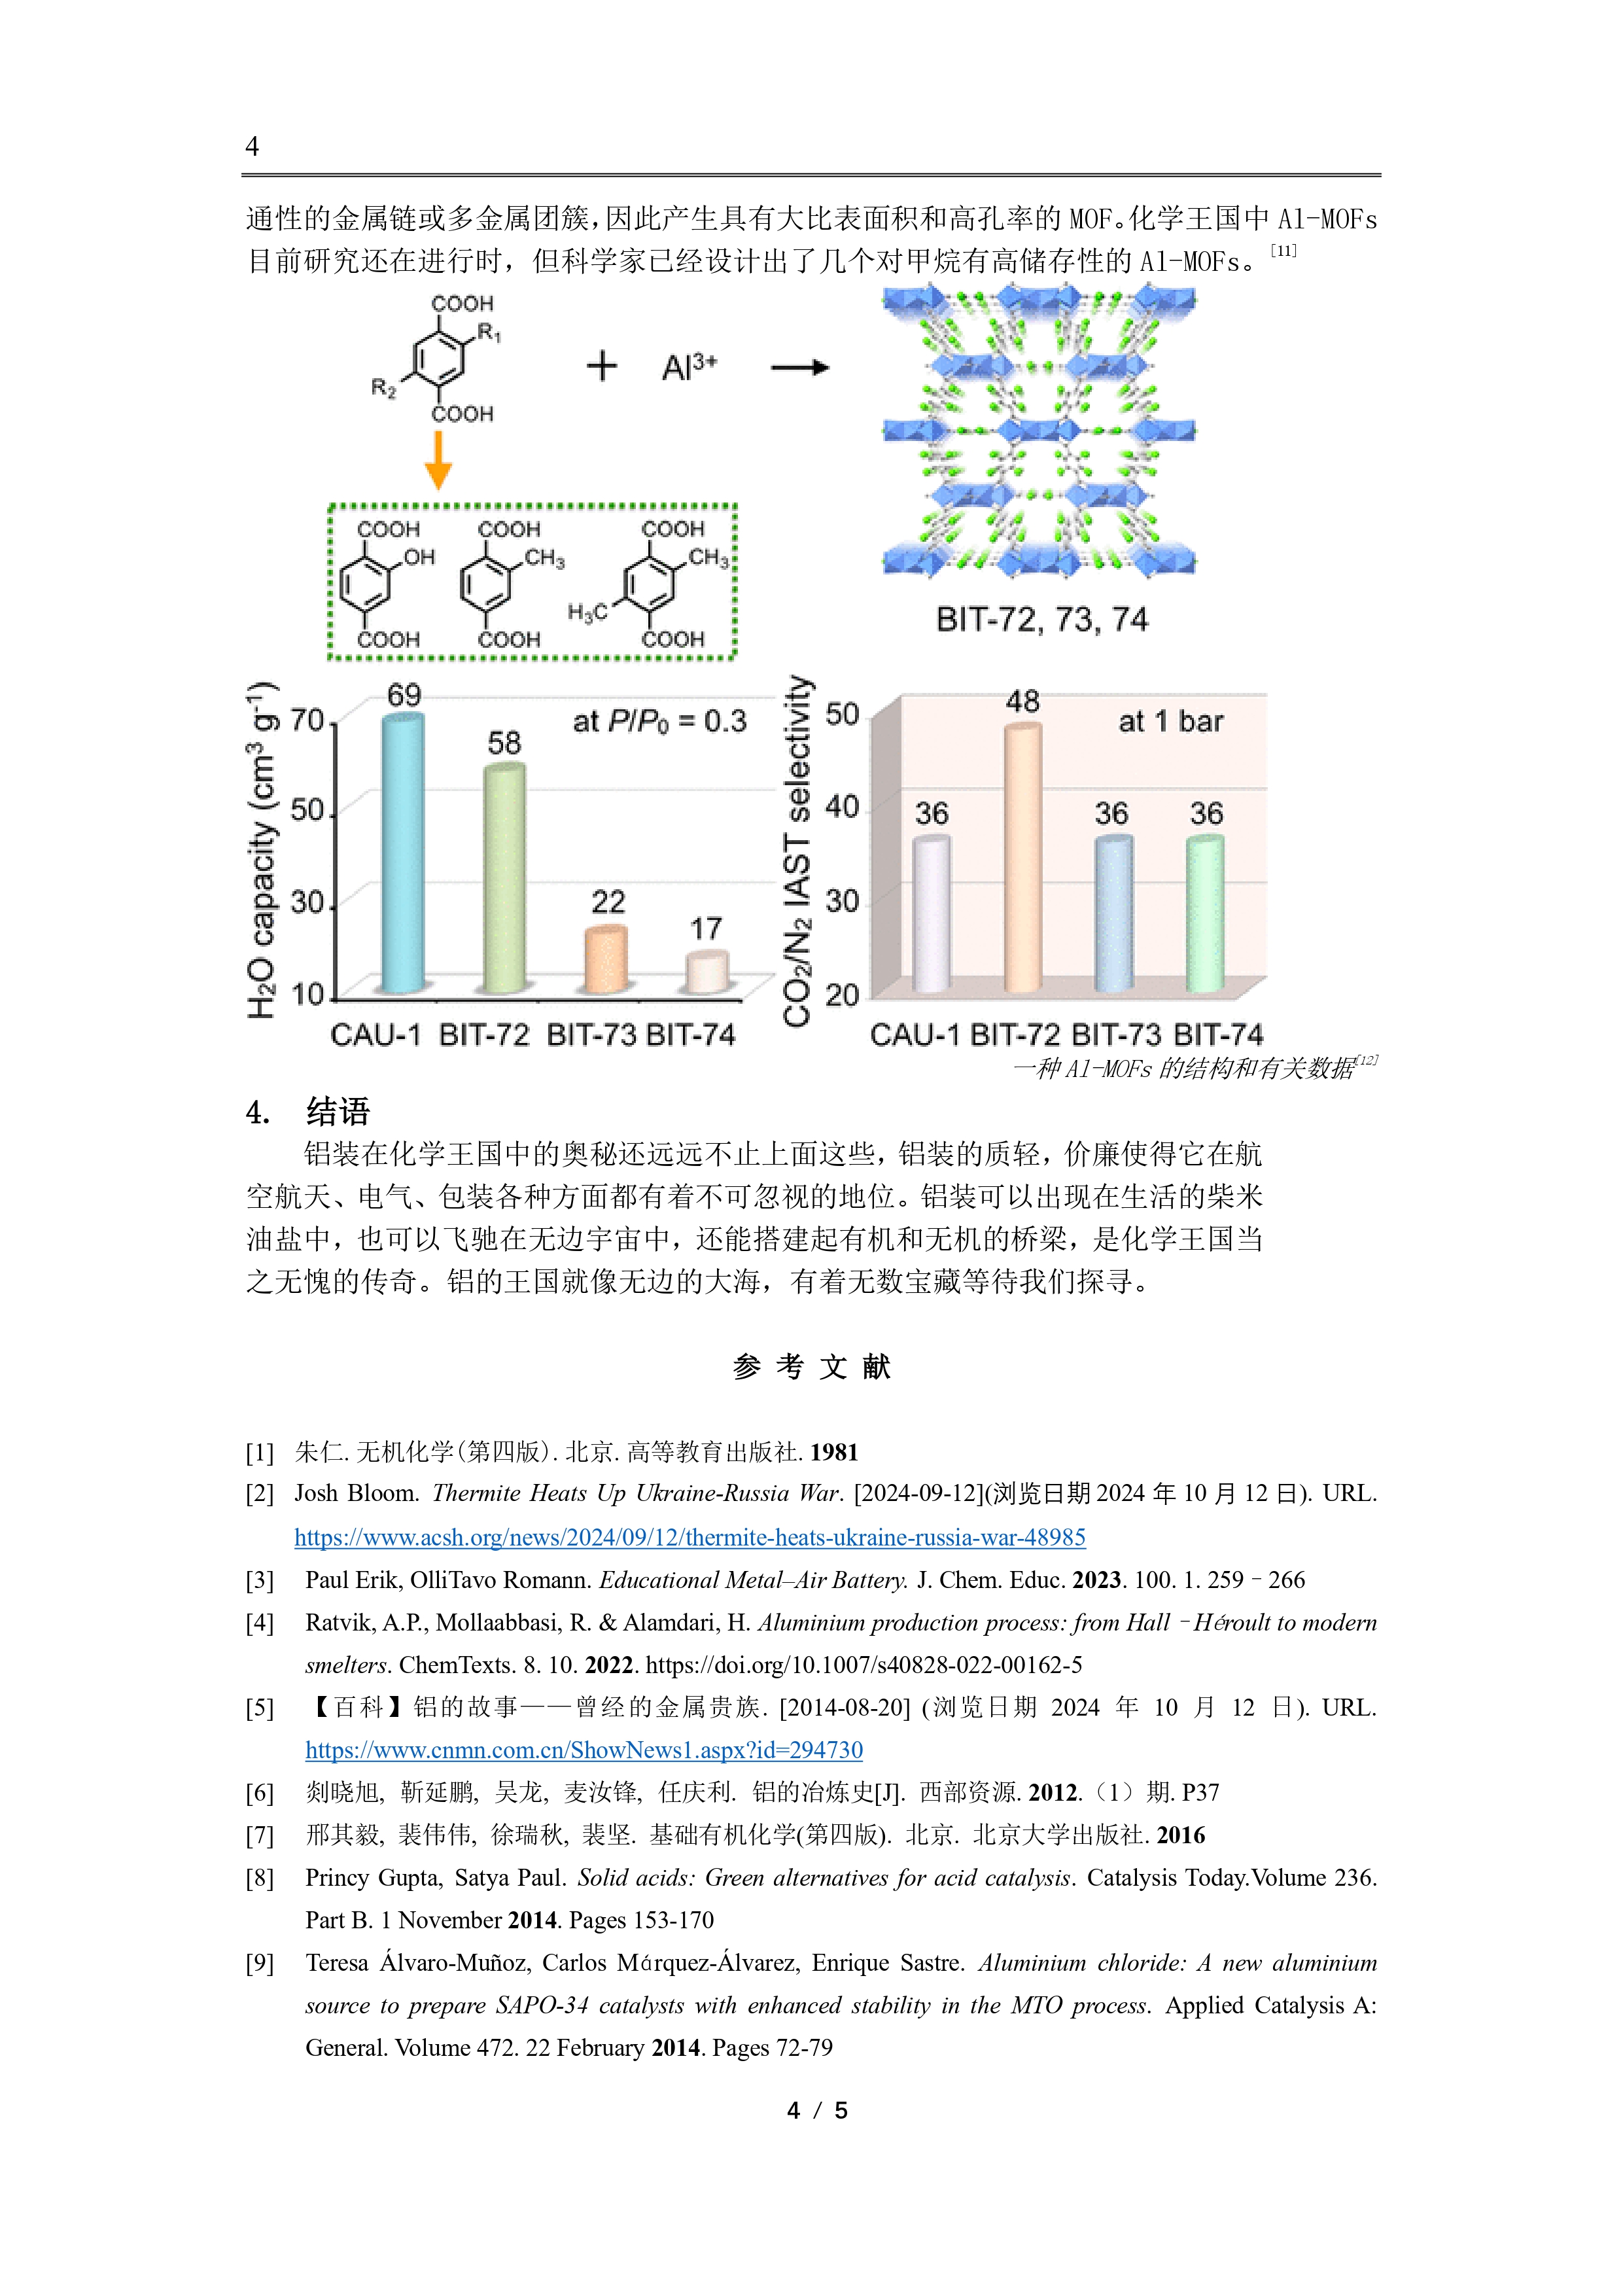 4
通性的金属链或多金属团簇，因此产生具有大比表面积和高孔率的 MOF。化学王国中 Al-MOFs
目前研究还在进行时，但科学家已经设计出了几个对甲烷有高储存性的 Al-MOFs。[11]
COOH
R1
R2
COOH
+ Al3+
COOH
OH
COOH
COOH
CH3
COOH
COOH
CH3
H3C
COOH
BIT-72, 73, 74
H2O capacity (cm3 g-1)
70
50
30
10
69
58
22
17
at P/P0 = 0.3
CAU-1 BIT-72 BIT-73 BIT-74
CO2/N2 IAST selectivity
50
40
30
20
36
48
36
36
at 1 bar
CAU-1 BIT-72 BIT-73 BIT-74
一种 Al-MOFs 的结构和有关数据[12]
4. 结语
铝装在化学王国中的奥秘还远远不止上面这些，铝装的质轻，价廉使得它在航
空航天、电气、包装各种方面都有着不可忽视的地位。铝装可以出现在生活的柴米
油盐中，也可以飞驰在无边宇宙中，还能搭建起有机和无机的桥梁，是化学王国当
之无愧的传奇。铝的王国就像无边的大海，有着无数宝藏等待我们探寻。
参 考 文 献
[1] 朱仁. 无机化学(第四版). 北京. 高等教育出版社. 1981
[2] Josh Bloom. Thermite Heats Up Ukraine-Russia War. [2024-09-12](浏览日期 2024 年 10 月 12 日). URL.
https://www.acsh.org/news/2024/09/12/thermite-heats-ukraine-russia-war-48985
[3] Paul Erik, OlliTavo Romann. Educational Metal–Air Battery. J. Chem. Educ. 2023. 100. 1. 259–266
[4] Ratvik, A.P., Mollaabbasi, R. & Alamdari, H. Aluminium production process: from Hall–Héroult to modern
smelters. ChemTexts. 8. 10. 2022. https://doi.org/10.1007/s40828-022-00162-5
[5] 【百科】铝的故事——曾经的金属贵族. [2014-08-20] (浏览日期 2024 年 10 月 12 日). URL.
https://www.cnmn.com.cn/ShowNews1.aspx?id=294730
[6] 剡晓旭, 靳延鹏, 吴龙, 麦汝锋, 任庆利. 铝的冶炼史[J]. 西部资源. 2012.（1）期. P37
[7] 邢其毅, 裴伟伟, 徐瑞秋, 裴坚. 基础有机化学(第四版). 北京. 北京大学出版社. 2016
[8] Princy Gupta, Satya Paul. Solid acids: Green alternatives for acid catalysis. Catalysis Today.Volume 236.
Part B. 1 November 2014. Pages 153-170
[9] Teresa Álvaro-Muñoz, Carlos Márquez-Álvarez, Enrique Sastre. Aluminium chloride: A new aluminium
source to prepare SAPO-34 catalysts with enhanced stability in the MTO process. Applied Catalysis A:
General. Volume 472. 22 February 2014. Pages 72-79
4 / 5